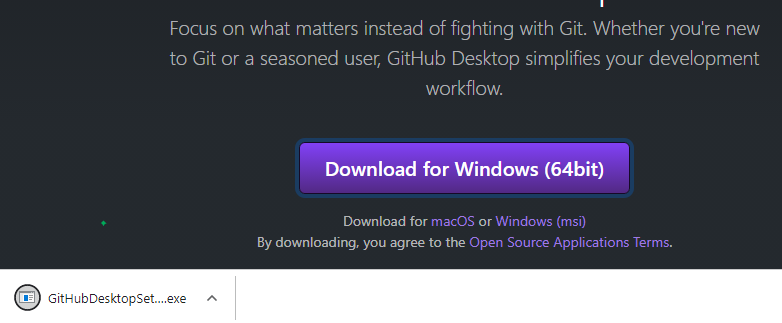 Focus on what matters instead of fighting with Git. Whether you're new
to Git or a seasoned user, GitHub Desktop simplifies your development
workflow.
Download for Windows (64bit)
Download for macOS or Windows (msi)
By downloading, you agree to the Open Source Applications Terms.
GitHubDesktopSet....exe